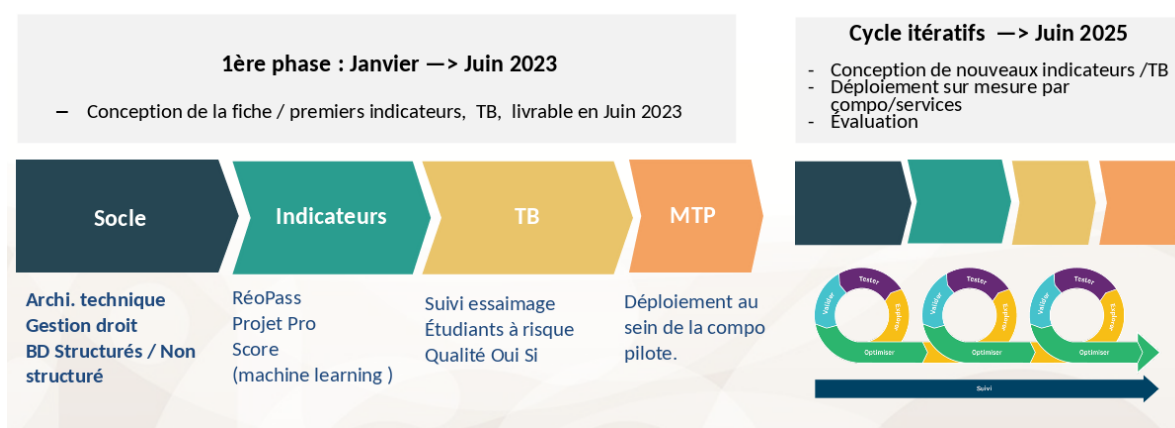 1ère phase : Janvier —> Juin 2023
– Conception de la fiche / premiers indicateurs, TB, livrable en Juin 2023
Cycle itératifs —> Juin 2025
- Conception de nouveaux indicateurs /TB
- Déploiement sur mesure par
compo/services
- Évaluation
Socle
Indicateurs
TB
MTP
Archi. technique
Gestion droit
BD Structurés / Non
structuré
RéoPass
Projet Pro
Score
(machine learning )
Suivi essaimage
Étudiants à risque
Qualité Oui Si
Déploiement au
sein de la compo
pilote.
Tester
Valider
Explorer
Optimiser
Tester
Valider
Explorer
Optimiser
Tester
Valider
Explorer
Optimiser
Suivi